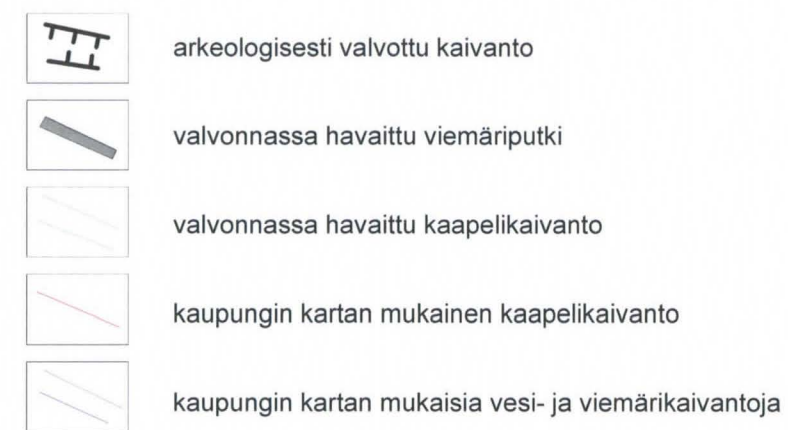 arkeologisesti valvottu kaivanto
valvonnassa havaittu viemäriputki
valvonnassa havaittu kaapelikaivanto
kaupungin kartan mukainen kaapelikaivanto
kaupungin kartan mukaisia vesi- ja viemärikaivantoja